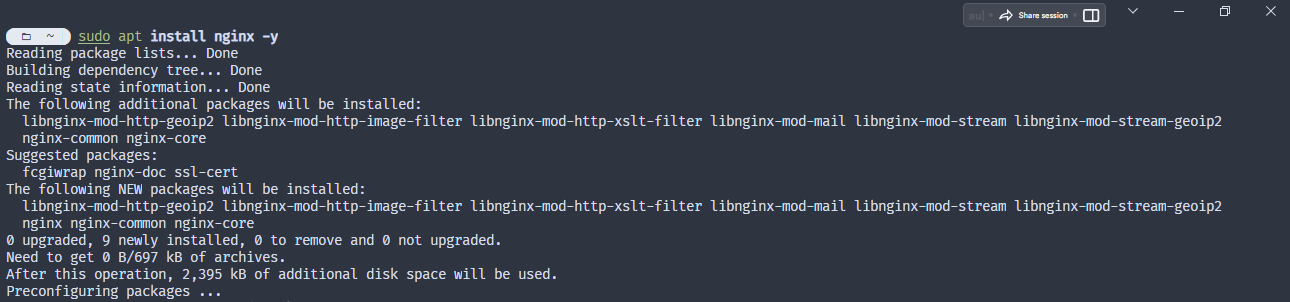 Share session
~ sudo apt install nginx -y
Reading package lists... Done
Building dependency tree... Done
Reading state information... Done
The following additional packages will be installed:
  libnginx-mod-http-geoip2 libnginx-mod-http-image-filter libnginx-mod-http-xslt-filter libnginx-mod-mail libnginx-mod-stream libnginx-mod-stream-geoip2
  nginx-common nginx-core
Suggested packages:
  fcgiwrap nginx-doc ssl-cert
The following NEW packages will be installed:
  libnginx-mod-http-geoip2 libnginx-mod-http-image-filter libnginx-mod-http-xslt-filter libnginx-mod-mail libnginx-mod-stream libnginx-mod-stream-geoip2
  nginx nginx-common nginx-core
0 upgraded, 9 newly installed, 0 to remove and 0 not upgraded.
Need to get 0 B/697 kB of archives.
After this operation, 2,395 kB of additional disk space will be used.
Preconfiguring packages ...